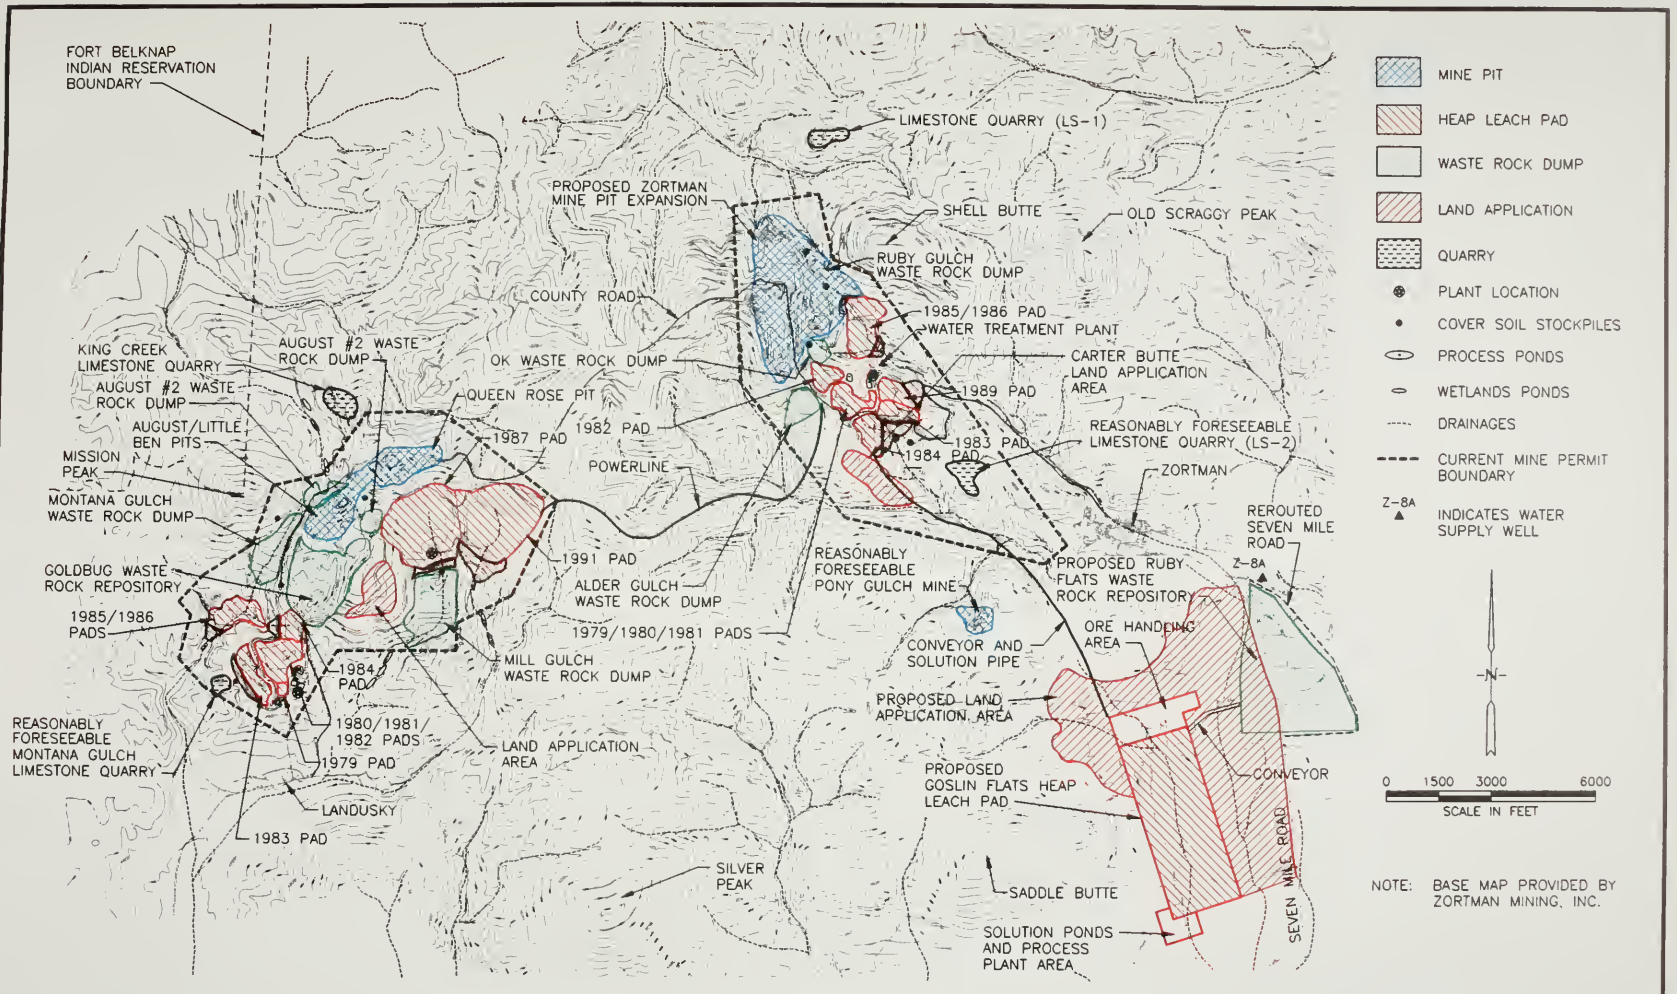 FORT BELKNAP
INDIAN RESERVATION
BOUNDARY
LIMESTONE QUARRY (LS-1)
PROPOSED ZORTMAN
MINE PIT EXPANSION
SHELL BUTTE
OLD SCRAGGY PEAK
RUBY GULCH
WASTE ROCK DUMP
COUNTY ROAD
1985/1986 PAD
WATER TREATMENT PLANT
OK WASTE ROCK DUMP
CARTER BUTTE
LAND APPLICATION
AREA
1989 PAD
KING CREEK
LIMESTONE QUARRY
AUGUST #2 WASTE
ROCK DUMP
AUGUST #2 WASTE
ROCK DUMP
QUEEN ROSE PIT
AUGUST/LITTLE
BEN PITS
1987 PAD
1982 PAD
1983 PAD
1984 PAD
REASONABLY FORESEEABLE
LIMESTONE QUARRY (LS-2)
MISSION
PEAK
POWERLINE
ZORTMAN
MONTANA GULCH
WASTE ROCK DUMP
REROUTED
SEVEN MILE
ROAD
Z-8A
GOLDBUG WASTE
ROCK REPOSITORY
1991 PAD
ALDER GULCH
WASTE ROCK DUMP
REASONABLY
FORESEEABLE
PONY GULCH MINE
PROPOSED RUBY
FLATS WASTE
ROCK REPOSITORY
1985/1986
PADS
1979/1980/1981 PADS
CONVEYOR AND
SOLUTION PIPE
ORE HANDLING
AREA
1984
PAD
MILL GULCH
WASTE ROCK DUMP
PROPOSED LAND
APPLICATION AREA
REASONABLY
FORESEEABLE
MONTANA GULCH
LIMESTONE QUARRY
1980/1981/
1982 PADS
1979 PAD
LAND APPLICATION
AREA
LANDUSKY
1983 PAD
PROPOSED
GOSLIN FLATS HEAP
LEACH PAD
CONVEYOR
SILVER
PEAK
SADDLE BUTTE
SEVEN MILE ROAD
SOLUTION PONDS
AND PROCESS
PLANT AREA
MINE PIT
HEAP LEACH PAD
WASTE ROCK DUMP
LAND APPLICATION
QUARRY
PLANT LOCATION
COVER SOIL STOCKPILES
PROCESS PONDS
WETLANDS PONDS
DRAINAGES
CURRENT MINE PERMIT
BOUNDARY
Z-8A
INDICATES WATER
SUPPLY WELL
N
0 1500 3000 6000
SCALE IN FEET
NOTE: BASE MAP PROVIDED BY
ZORTMAN MINING, INC.